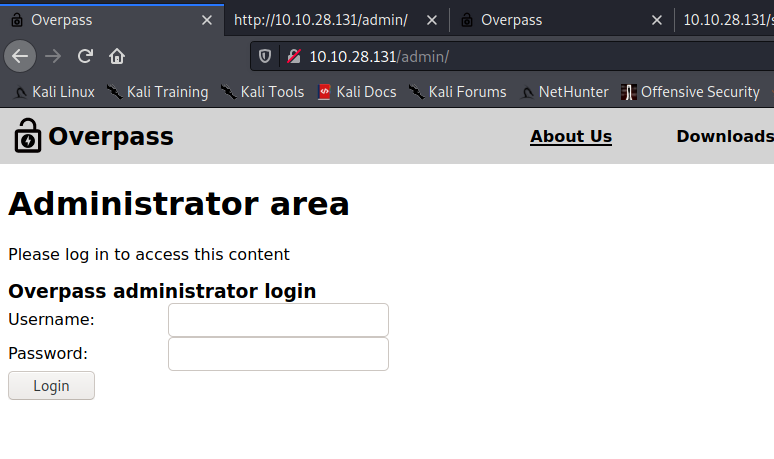 Overpass
http://10.10.28.131/admin/
Overpass
10.10.28.131/s
10.10.28.131/admin/
Kali Linux
Kali Training
Kali Tools
Kali Docs
Kali Forums
NetHunter
Offensive Security
Overpass
About Us
Downloads
Administrator area
Please log in to access this content
Overpass administrator login
Username:
Password:
Login